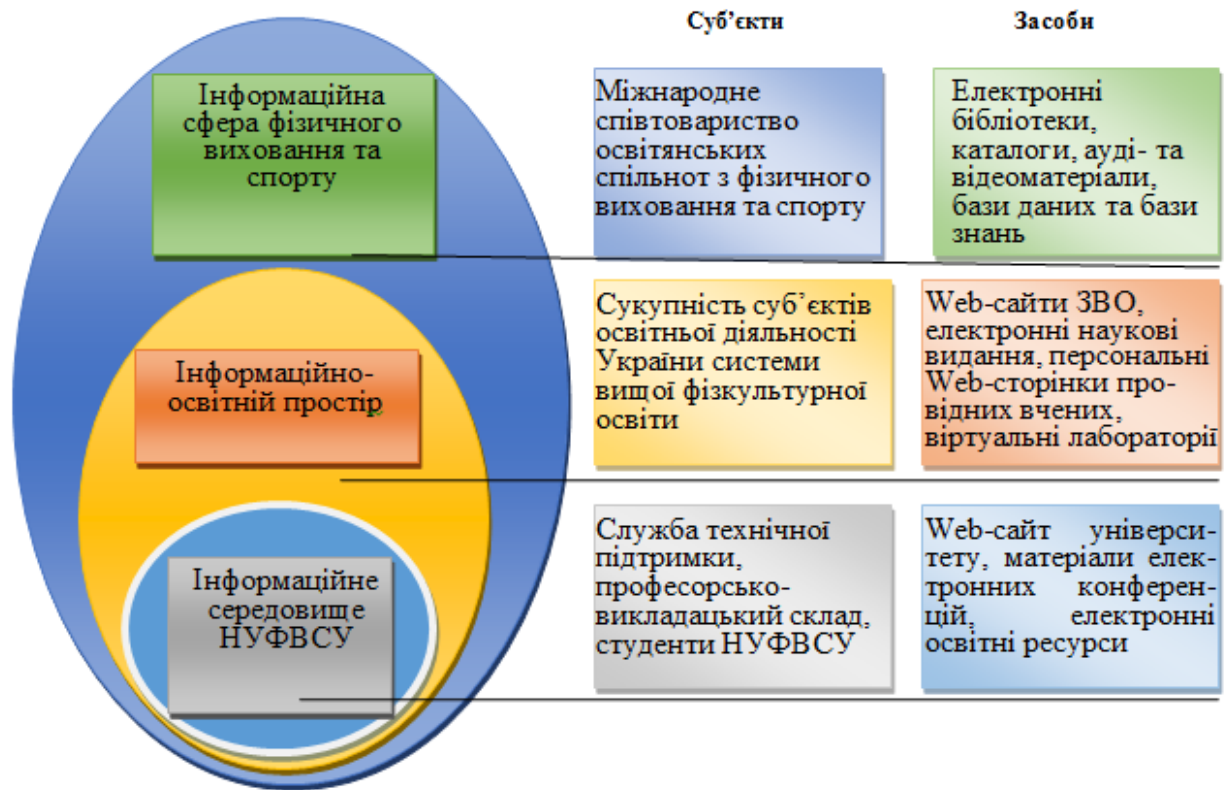 Суб’єкти
Засоби
Інформаційна
сфера фізичного
виховання та
спорту
Міжнародне
співтовариство
освітянських
спільнот з фізичного
виховання та спорту
Електронні
бібліотеки,
каталоги, ауді- та
відеоматеріали,
бази даних та бази
знань
Інформаційно-
освітній простір
Сукупність суб’єктів
освітньої діяльності
України системи
вищої фізкультурної
освіти
Web-сайти ЗВО,
електронні наукові
видання, персональні
Web-сторінки про-
відних вчених,
віртуальні лабораторії
Інформаційне
середовище
НУФВСУ
Служба технічної
підтримки,
професорсько-
викладацький склад,
студенти НУФВСУ
Web-сайт універси-
тету, матеріали елек-
тронних конферен-
цій, електронні
освітні ресурси